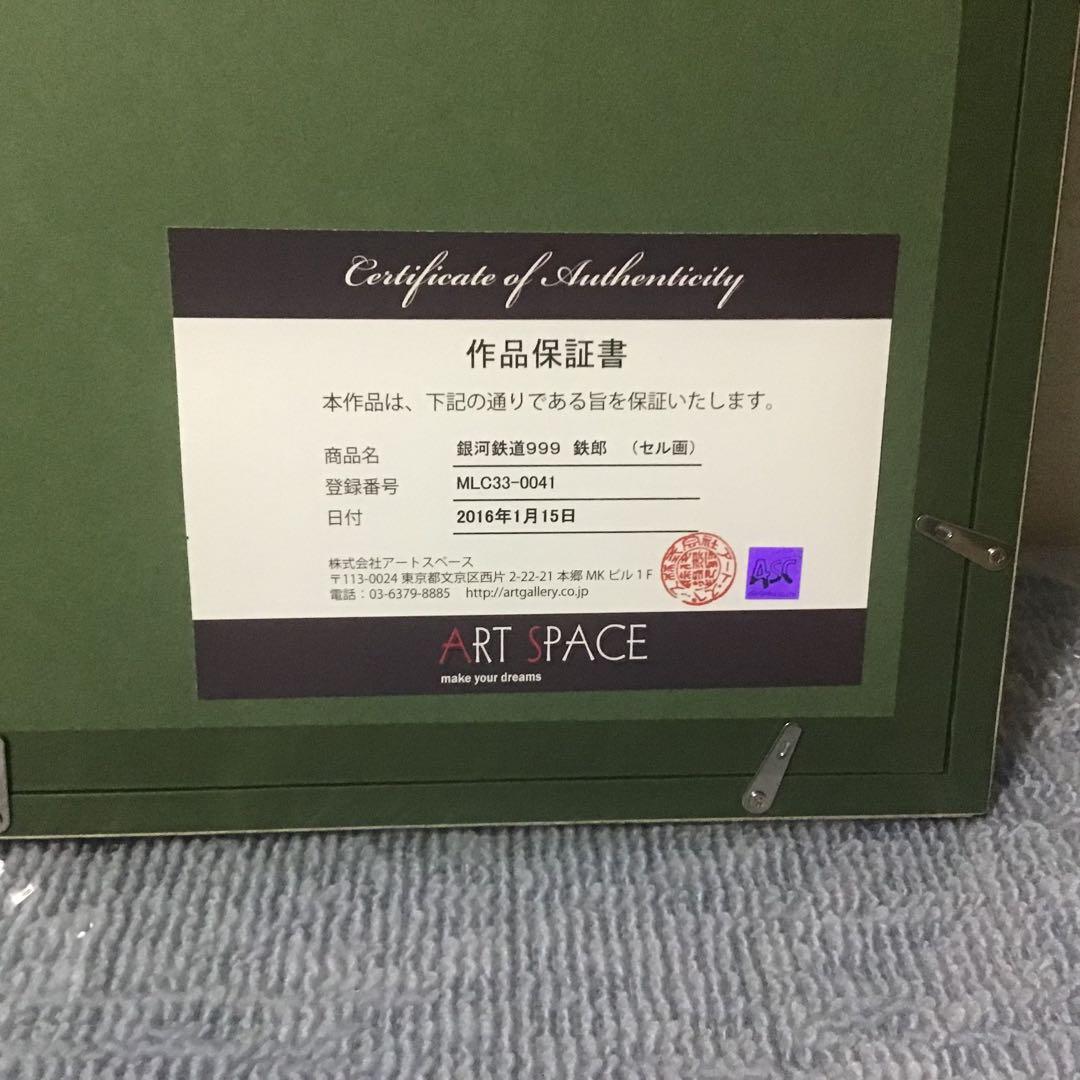 Certificate of Authenticity
作品保証書
本作品は、下記の通りである旨を保証いたします。
商品名 銀河鉄道999 鉄郎 （セル画）
登録番号 MLC33-0041
日付 2016年1月15日
株式会社アートスペース
〒113-0024 東京都文京区西片 2-22-21 本郷 MK ビル 1 F
電話：03-6379-8885 http://artgallery.co.jp
ASC
ART SPACE
make your dreams